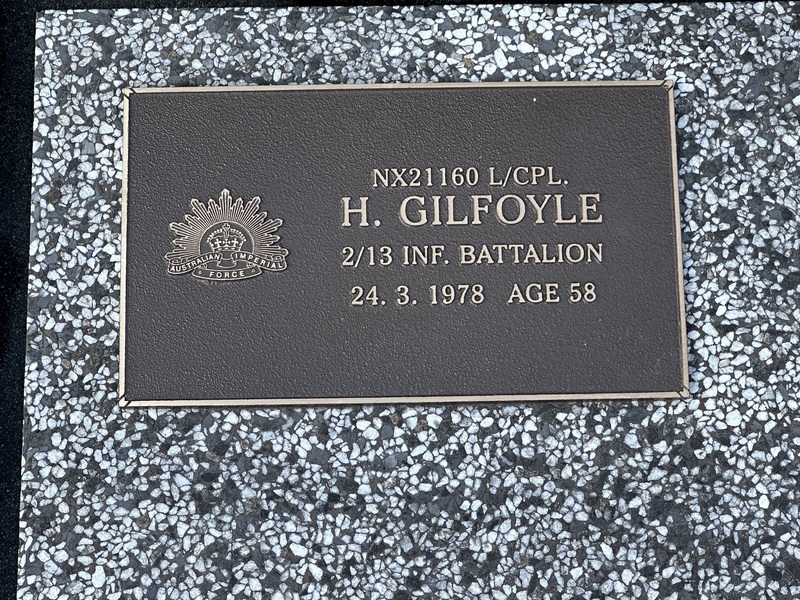 NX21160 L/CPL.
H. GILFOYLE
2/13 INF. BATTALION
24. 3. 1978 AGE 58
AUSTRALIAN IMPERIAL
FORCE